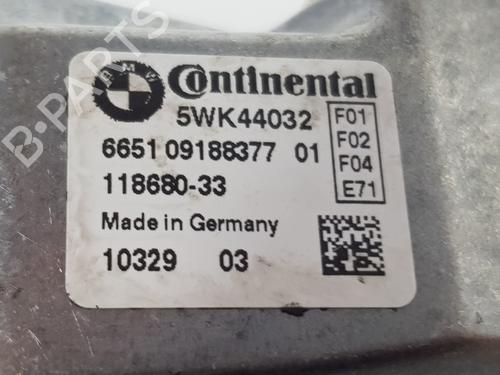 BMW
Continental
5WK44032
6651 09188377 01
118680-33
Made in Germany
10329 03
F01
F02
F04
E71
B-PARTS